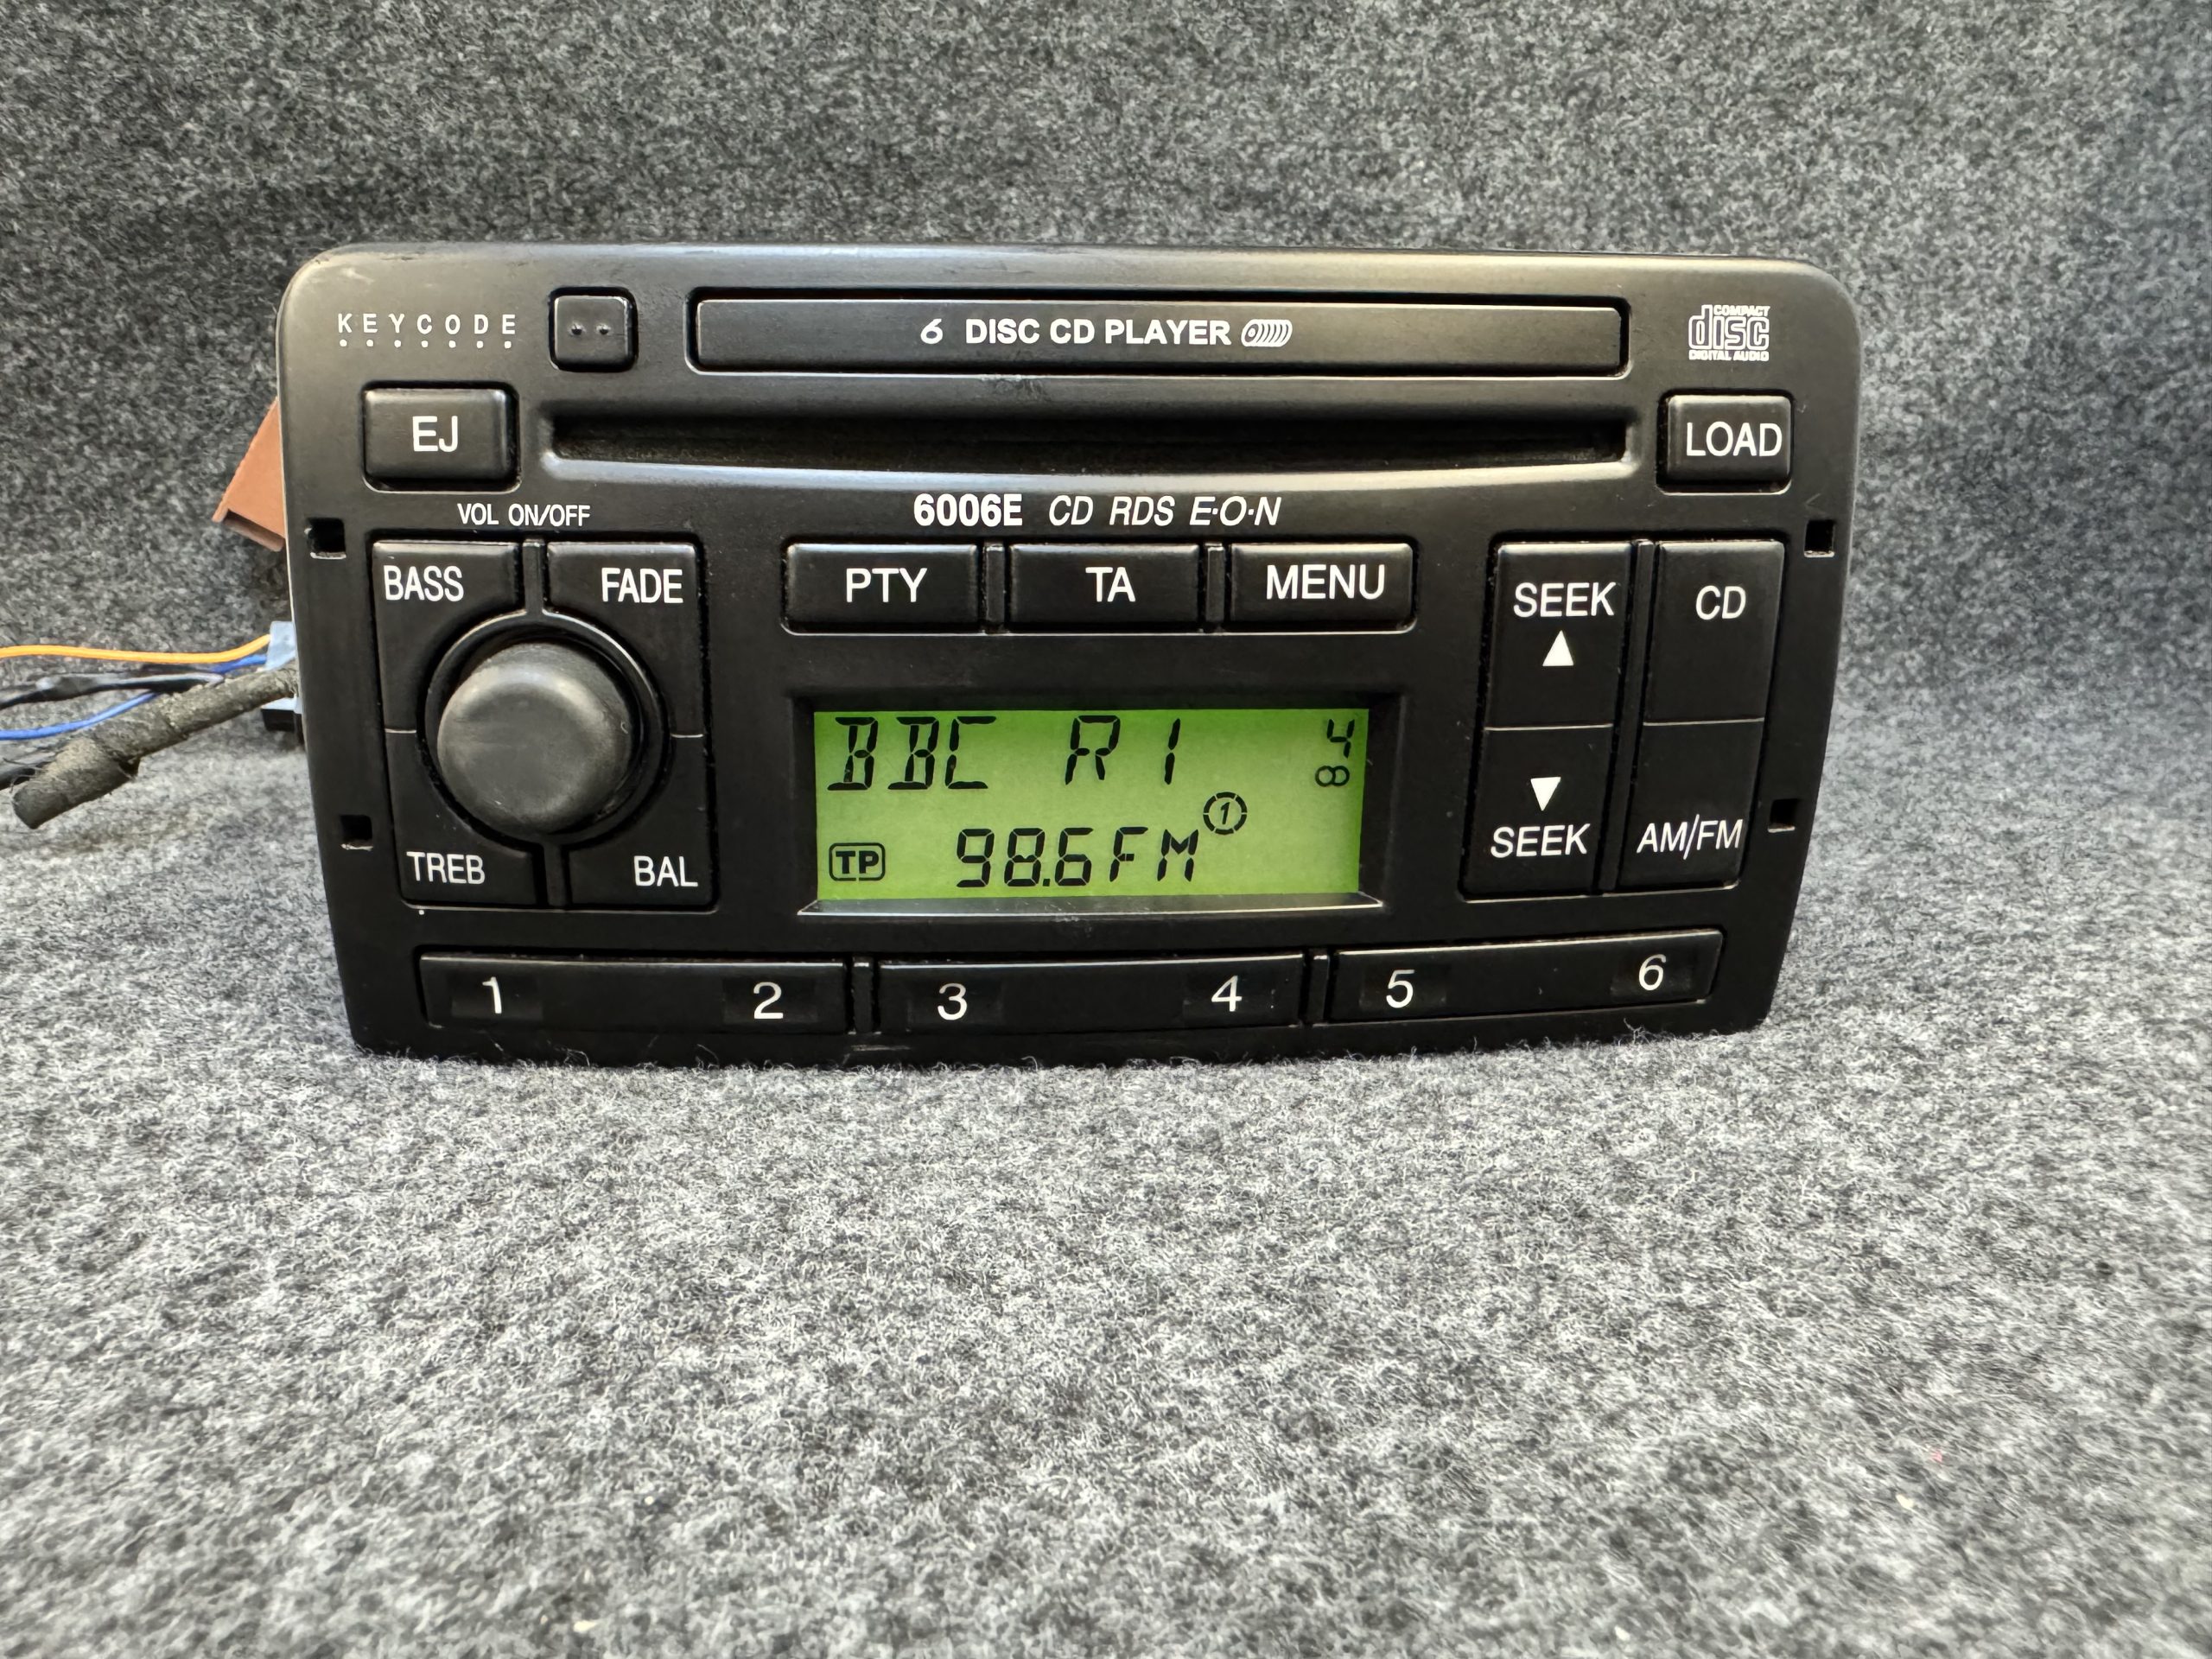 KEYCODE
6 DISC CD PLAYER
COMPACT
disc
DIGITAL AUDIO
EJ
LOAD
VOL ON/OFF
6006E CD RDS E·O·N
BASS
FADE
PTY
TA
MENU
SEEK
CD
BBC R1
4
1
TP
98.6FM
SEEK
AM/FM
TREB
BAL
1
2
3
4
5
6